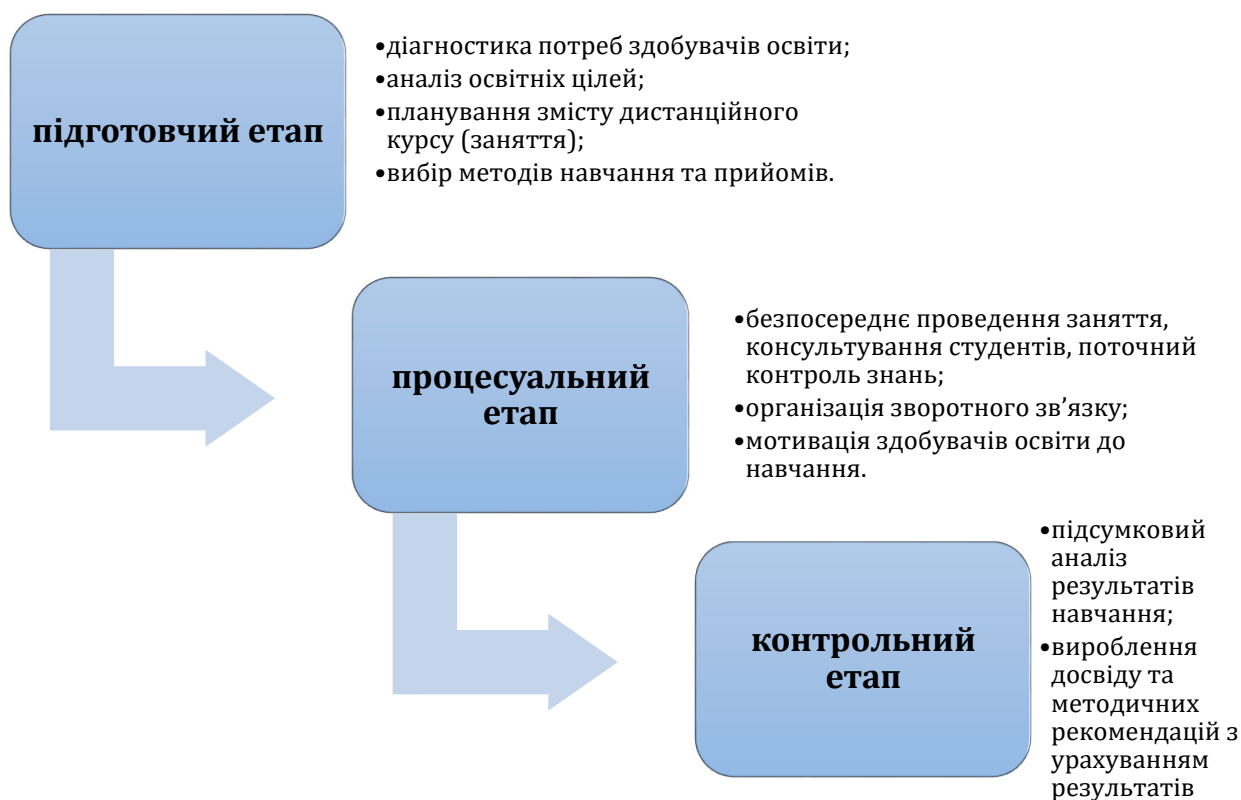 підготовчий етап
•діагностика потреб здобувачів освіти;
•аналіз освітніх цілей;
•планування змісту дистанційного
курсу (заняття);
•вибір методів навчання та прийомів.
процесуальний
етап
•безпосереднє проведення заняття,
консультування студентів, поточний
контроль знань;
•організація зворотного зв’язку;
•мотивація здобувачів освіти до
навчання.
контрольний
етап
•підсумковий
аналіз
результатів
навчання;
•вироблення
досвіду та
методичних
рекомендацій з
урахуванням
результатів